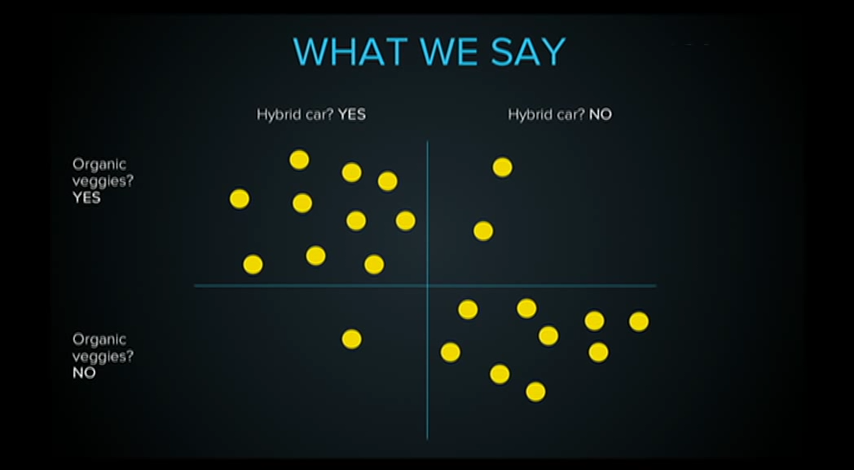 WHAT WE SAY
Hybrid car? YES
Hybrid car? NO
Organic
veggies?
YES
Organic
veggies?
NO